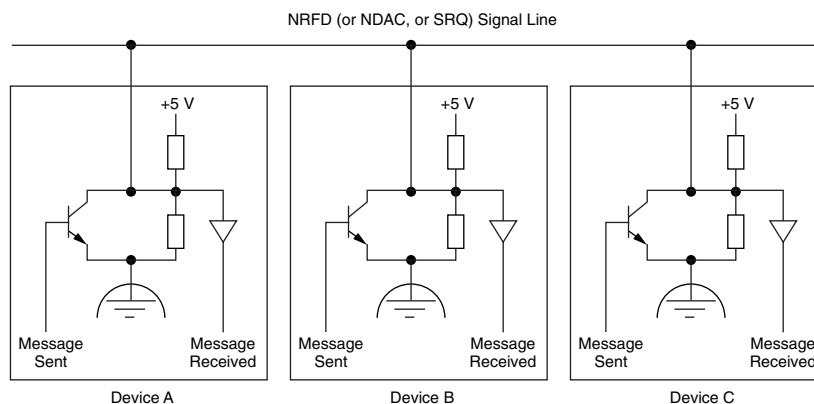 NRFD (or NDAC, or SRQ) Signal Line
+5 V
+5 V
+5 V
Message
Sent
Message
Received
Message
Sent
Message
Received
Message
Sent
Message
Received
Device A
Device B
Device C